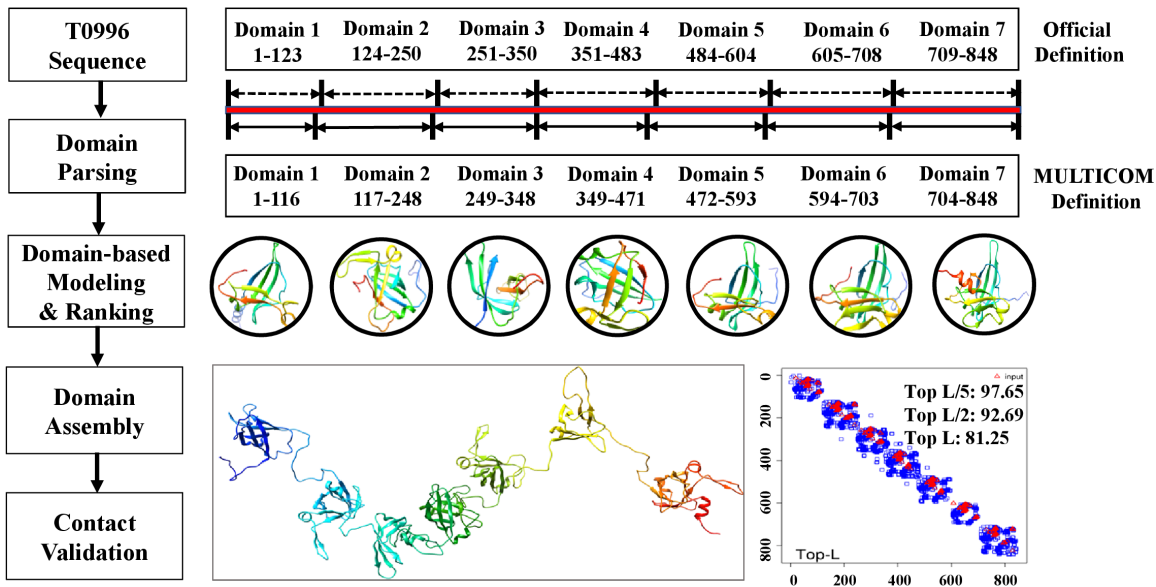 T0996
Sequence
Domain
Parsing
Domain-based
Modeling
& Ranking
Domain
Assembly
Contact
Validation
Domain 1 Domain 2 Domain 3 Domain 4 Domain 5 Domain 6 Domain 7
1-123 124-250 251-350 351-483 484-604 605-708 709-848
Official
Definition
Domain 1 Domain 2 Domain 3 Domain 4 Domain 5 Domain 6 Domain 7
1-116 117-248 249-348 349-471 472-593 594-703 704-848
MULTICOM
Definition
input
Top L/5: 97.65
Top L/2: 92.69
Top L: 81.25
Top-L
0
200
400
600
800
0 200 400 600 800